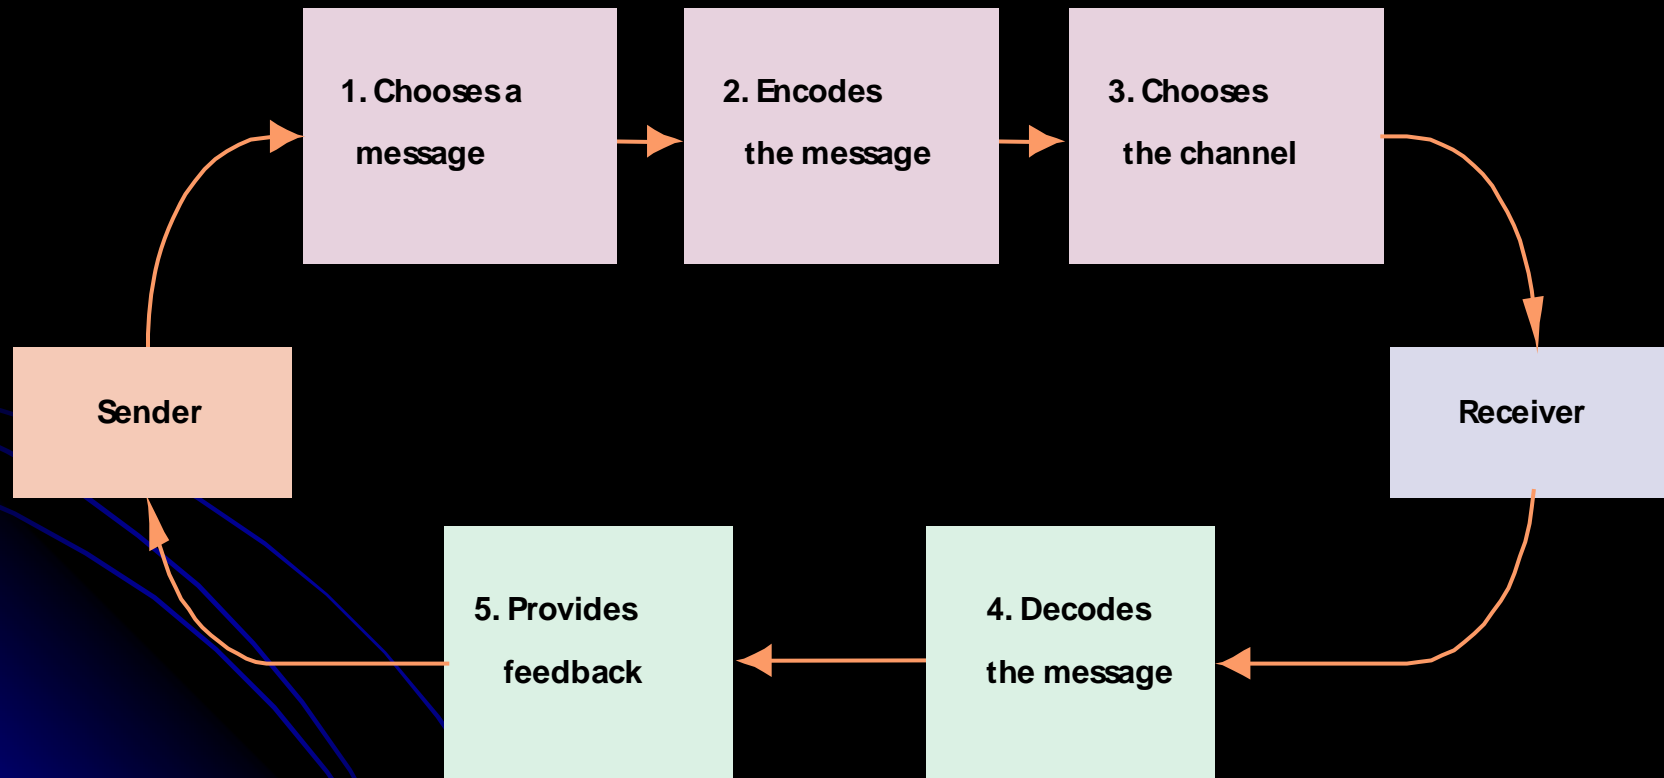 1. Chooses a
message
2. Encodes
the message
3. Chooses
the channel
Sender
Receiver
5. Provides
feedback
4. Decodes
the message